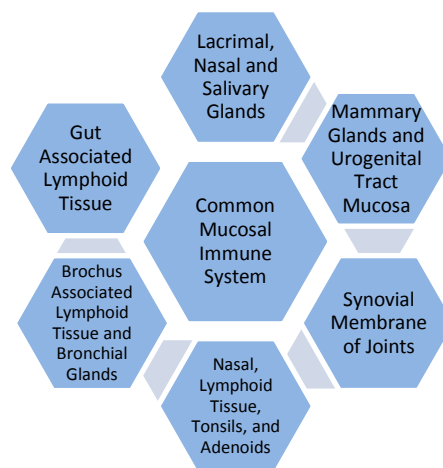 Lacrimal,
Nasal and
Salivary
Glands
Mammary
Glands and
Urogenital
Tract
Mucosa
Gut
Associated
Lymphoid
Tissue
Common
Mucosal
Immune
System
Brochus
Associated
Lymphoid
Tissue and
Bronchial
Glands
Synovial
Membrane
of Joints
Nasal,
Lymphoid
Tissue,
Tonsils, and
Adenoids